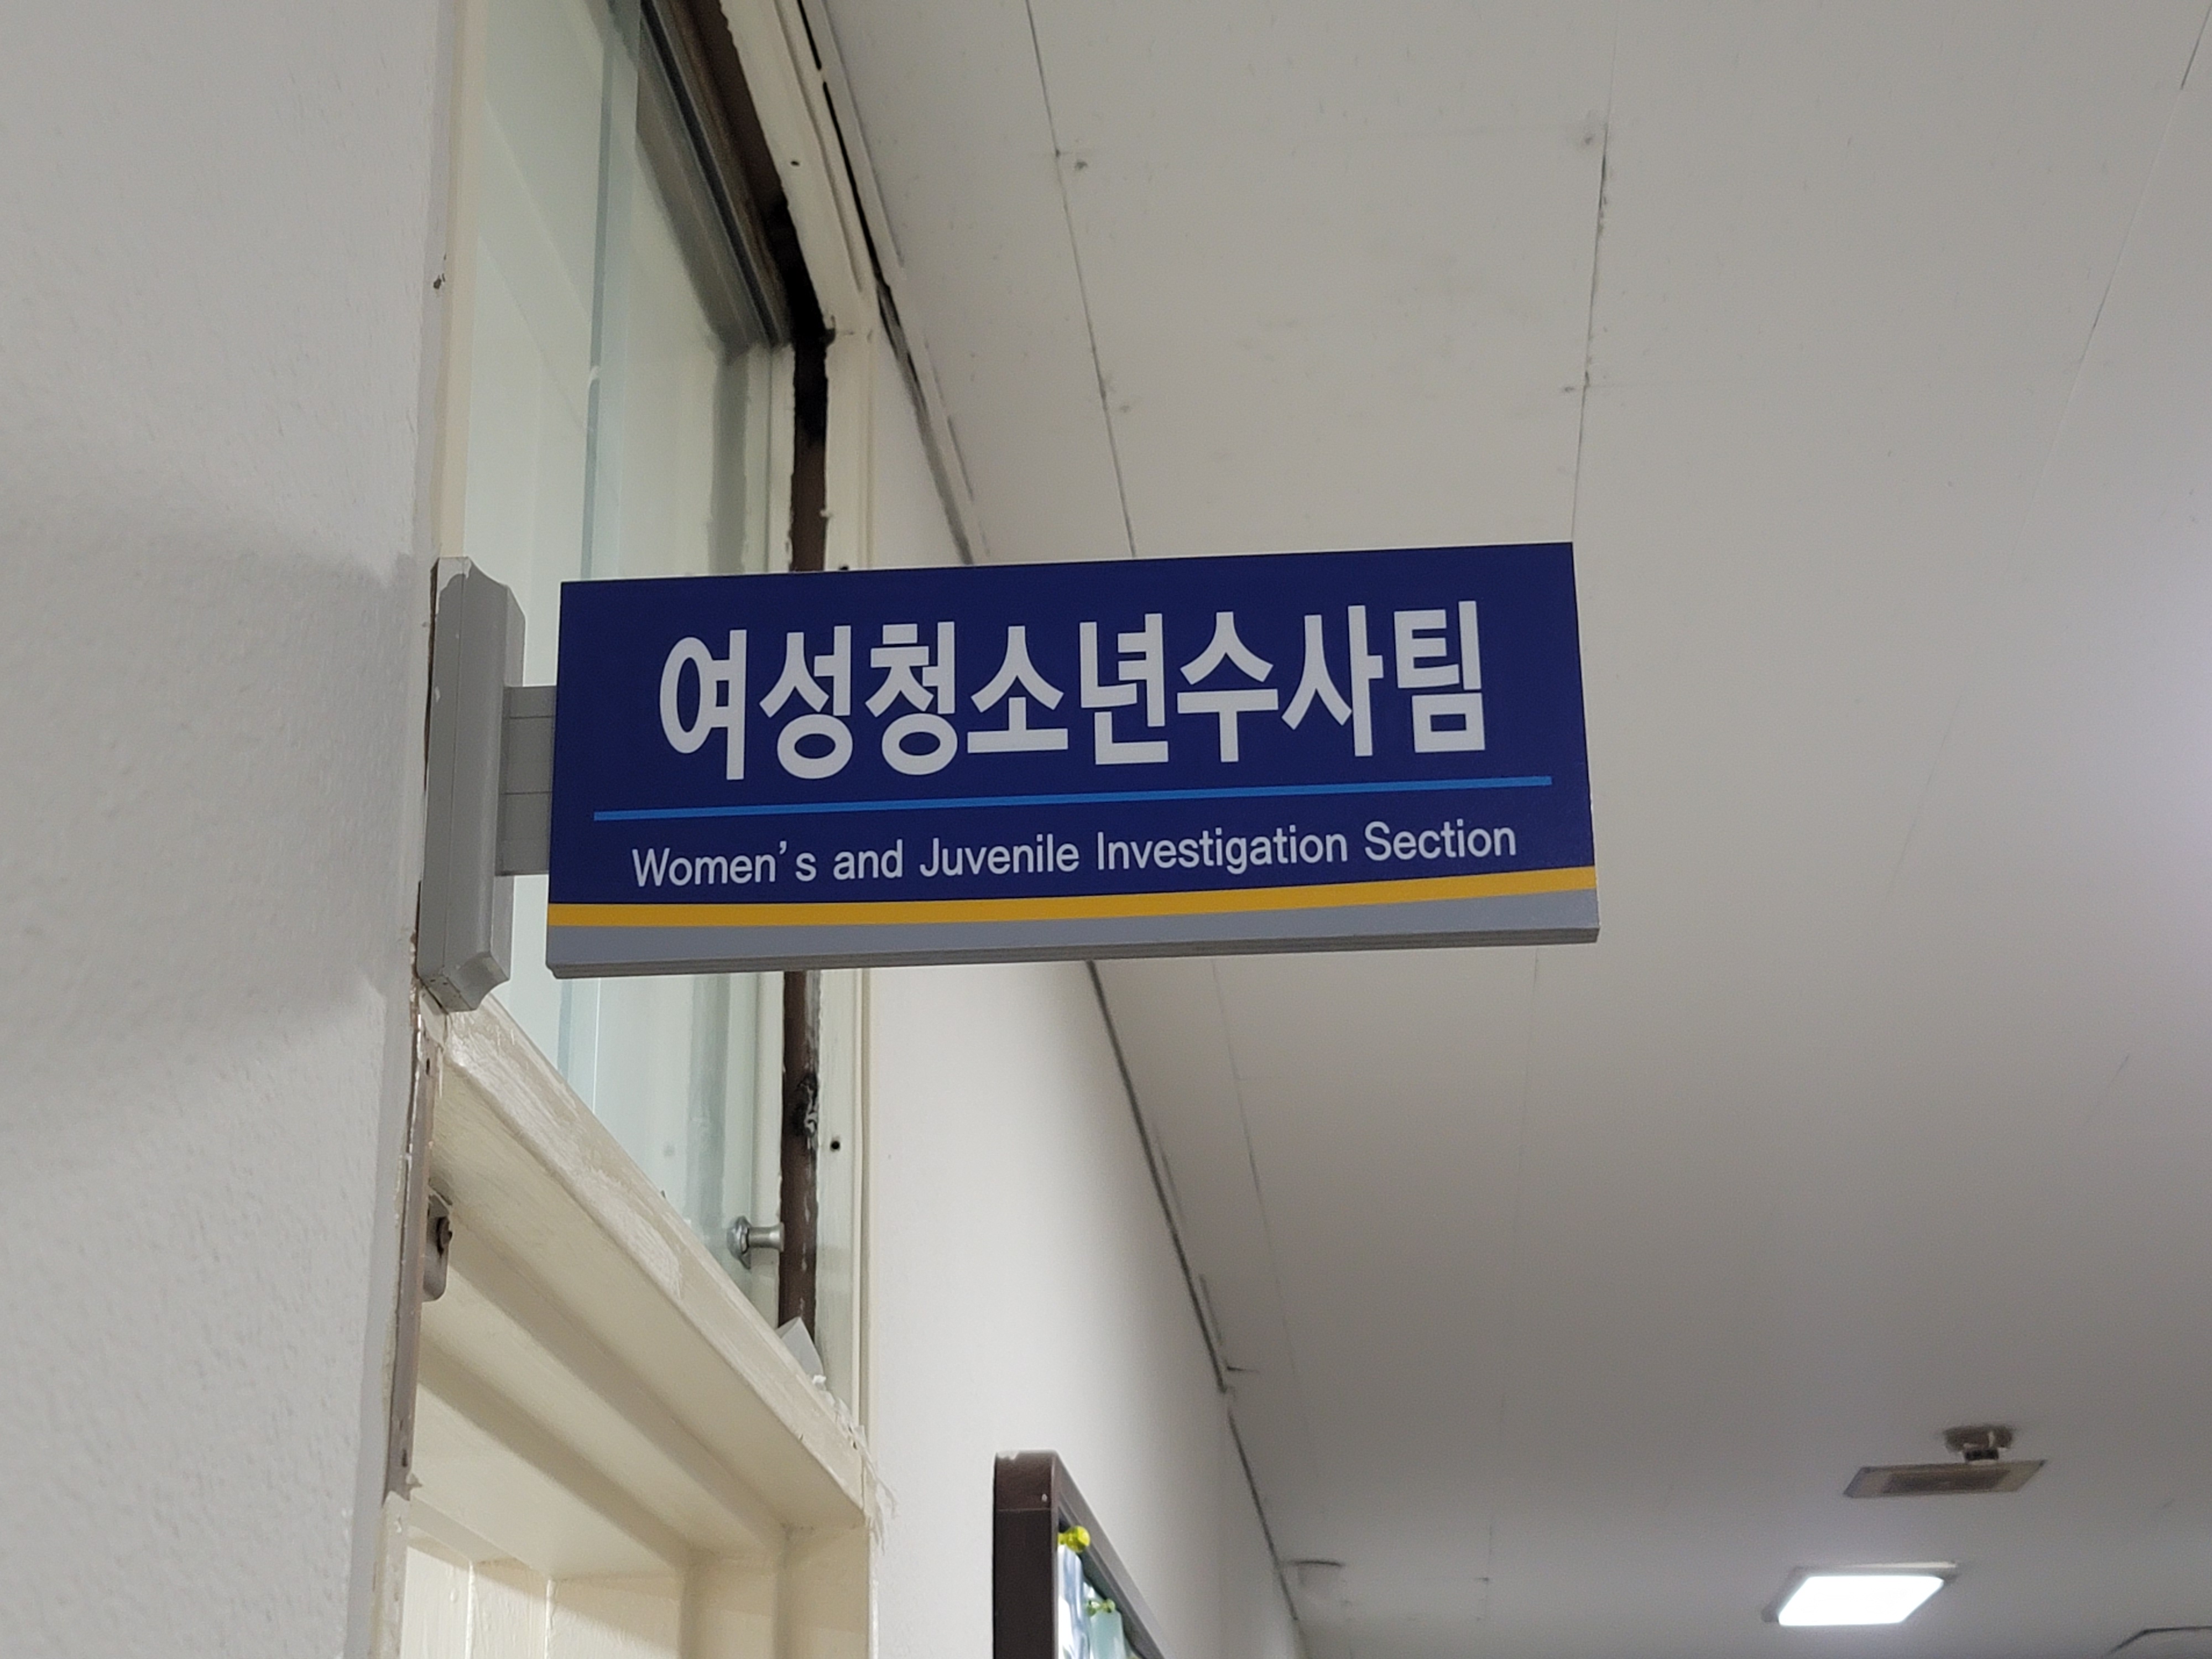 여성청소년수사팀
Women's and Juvenile Investigation Section